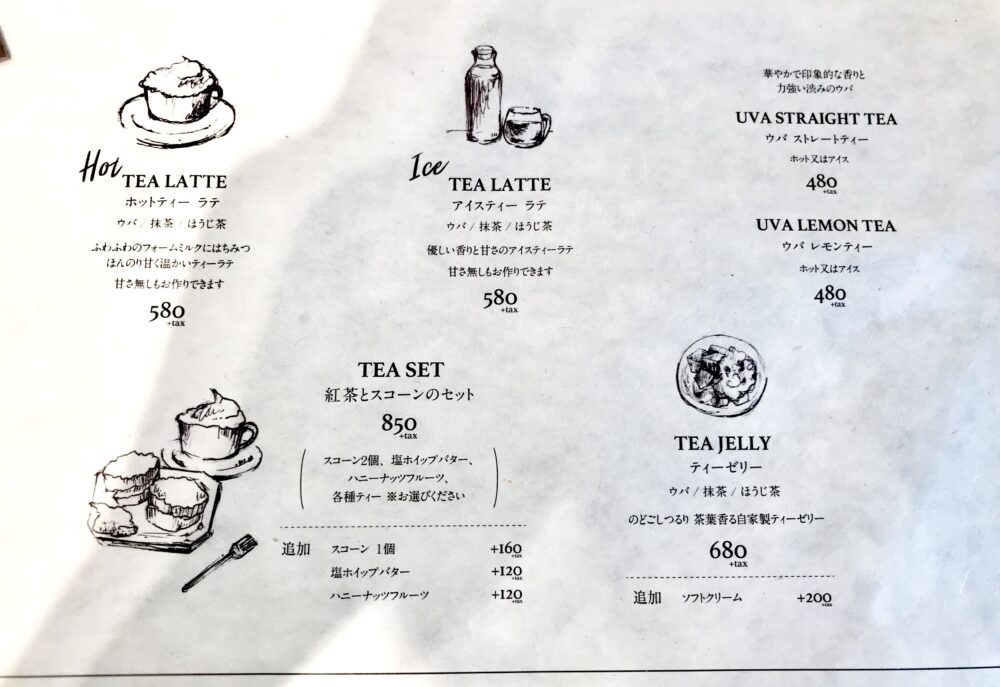 Hot
TEA LATTE
ホットティー ラテ
ウバ / 抹茶 / ほうじ茶
ふわふわのフォームミルクにはちみつ
ほんのり甘く温かいティーラテ
甘さ無しもお作りできます
580
+tax
Ice
TEA LATTE
アイスティー ラテ
ウバ / 抹茶 / ほうじ茶
優しい香りと甘さのアイスティーラテ
甘さ無しもお作りできます
580
+tax
華やかで印象的な香りと
力強い渋みのウバ
UVA STRAIGHT TEA
ウバ ストレートティー
ホット又はアイス
480
+tax
UVA LEMON TEA
ウバ レモンティー
ホット又はアイス
480
+tax
TEA SET
紅茶とスコーンのセット
850
+tax
(スコーン2個、塩ホイップバター、
ハニーナッツフルーツ、
各種ティー ※お選びください)
追加 スコーン 1個 +160
+tax
塩ホイップバター +120
+tax
ハニーナッツフルーツ +120
+tax
TEA JELLY
ティーゼリー
ウバ / 抹茶 / ほうじ茶
のどごしつるり 茶葉香る自家製ティーゼリー
680
+tax
追加 ソフトクリーム +200
+tax